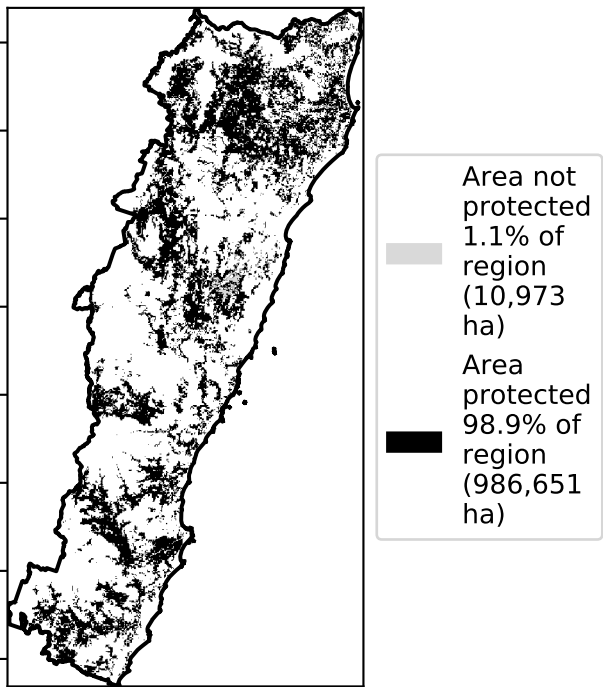 Area not
protected
1.1% of
region
(10,973
ha)
Area
protected
98.9% of
region
(986,651
ha)